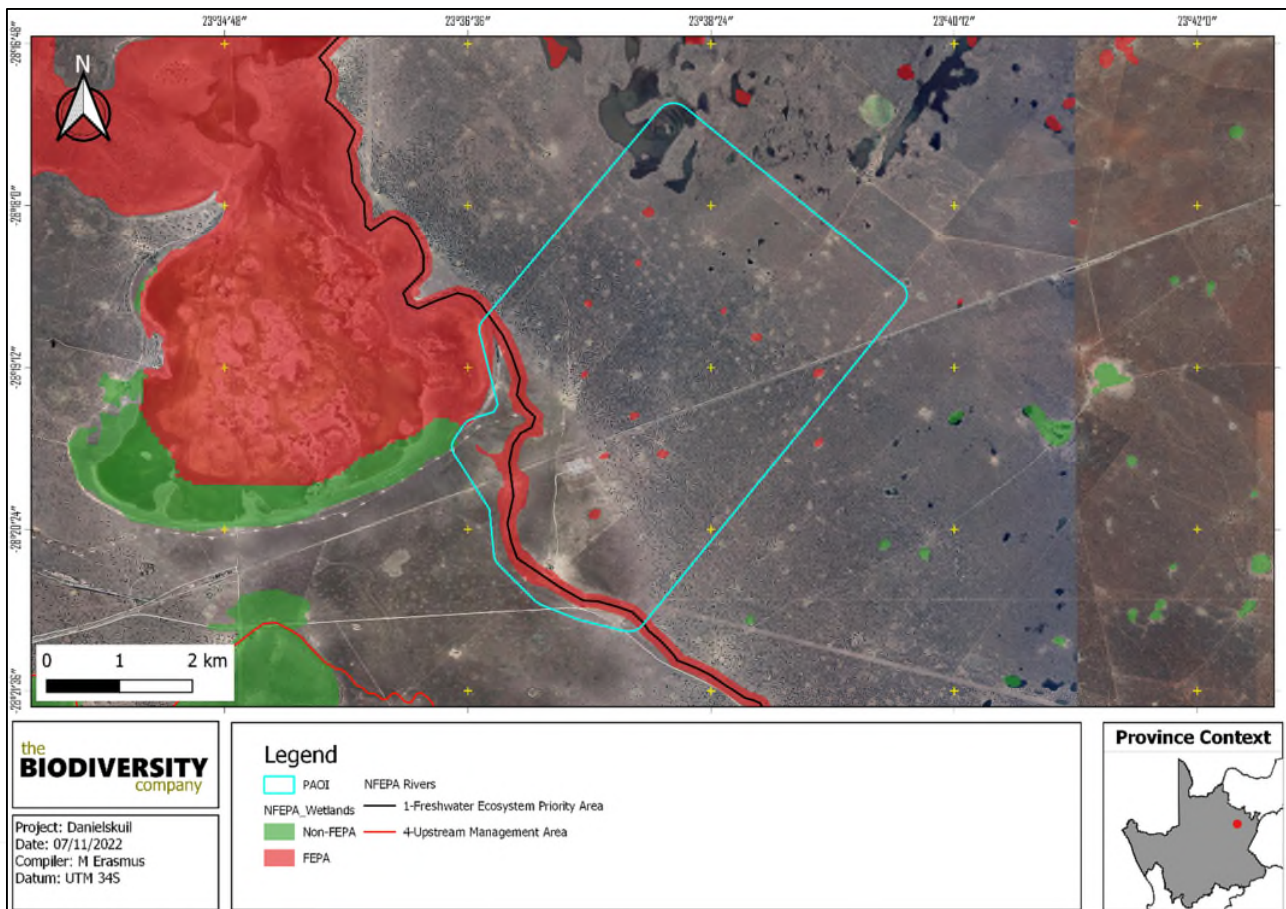 23°34'48" 23°36'36" 23°38'24" 23°40'12" 23°42'0"
-28°16'48"
-28°18'0"
-28°19'12"
-28°20'24"
-28°21'36"
N
0 1 2 km
the
BIODIVERSITY
company
Project: Danielskuil
Date: 07/11/2022
Compiler: M Erasmus
Datum: UTM 34S
Legend
PAOI
NFEPA_Wetlands
Non-FEPA
FEPA
NFEPA Rivers
1-Freshwater Ecosystem Priority Area
4-Upstream Management Area
Province Context